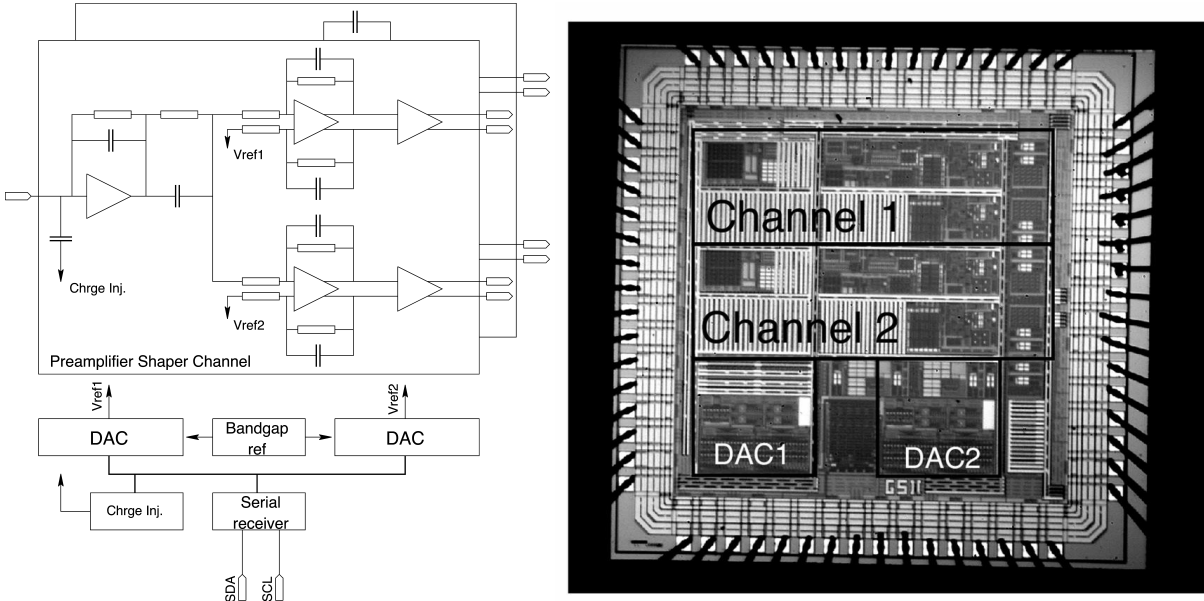 Vref1
Chrge Inj.
Vref2
Preamplifier Shaper Channel
Vref1
Vref2
DAC
Bandgap
ref
DAC
Chrge Inj.
Serial
receiver
SDA
SCL
Channel 1
Channel 2
DAC1
DAC2
GSII